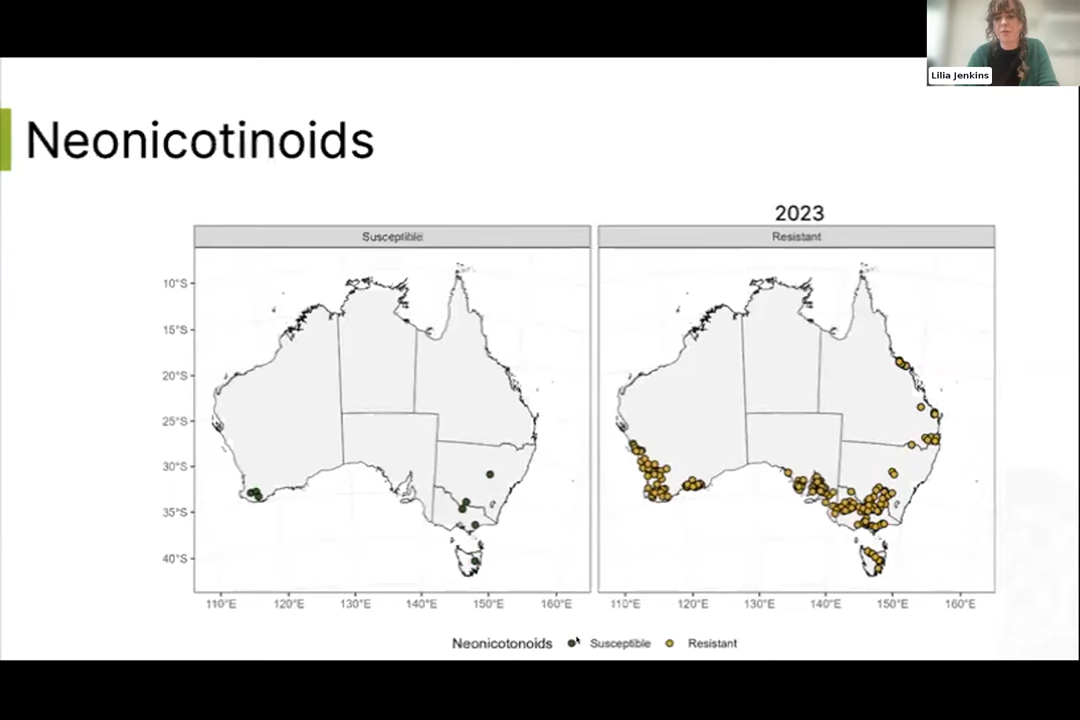 Lilia Jenkins
Neonicotinoids
2023
Susceptible
Resistant
10°S
15°S
20°S
25°S
30°S
35°S
40°S
110°E 120°E 130°E 140°E 150°E 160°E
110°E 120°E 130°E 140°E 150°E 160°E
Neonicotonoids Susceptible Resistant